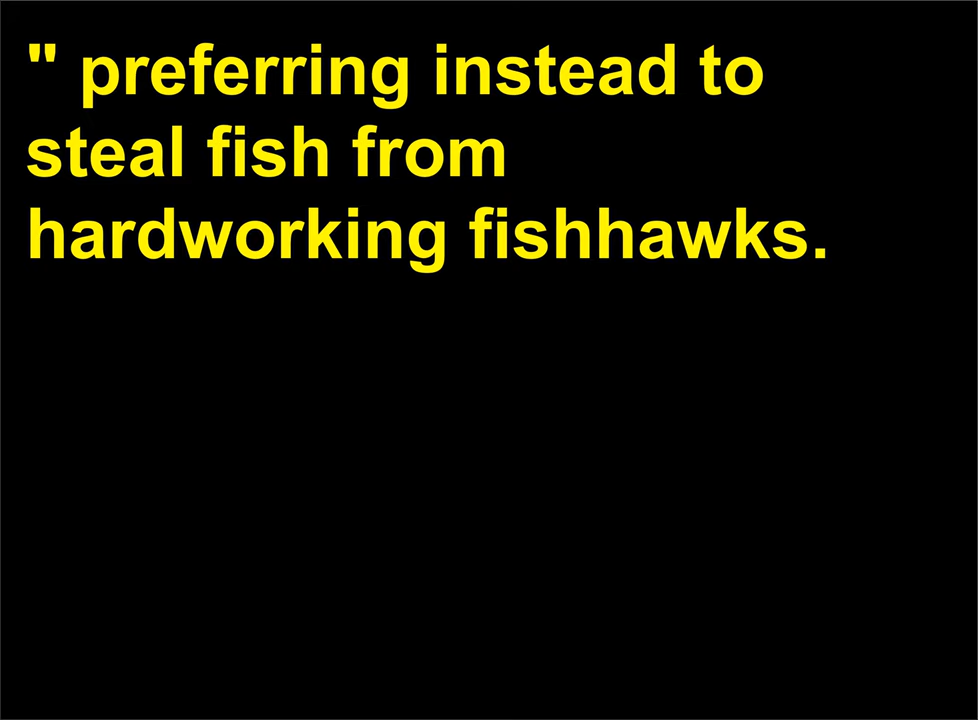 " preferring instead to
steal fish from
hardworking fishhawks.